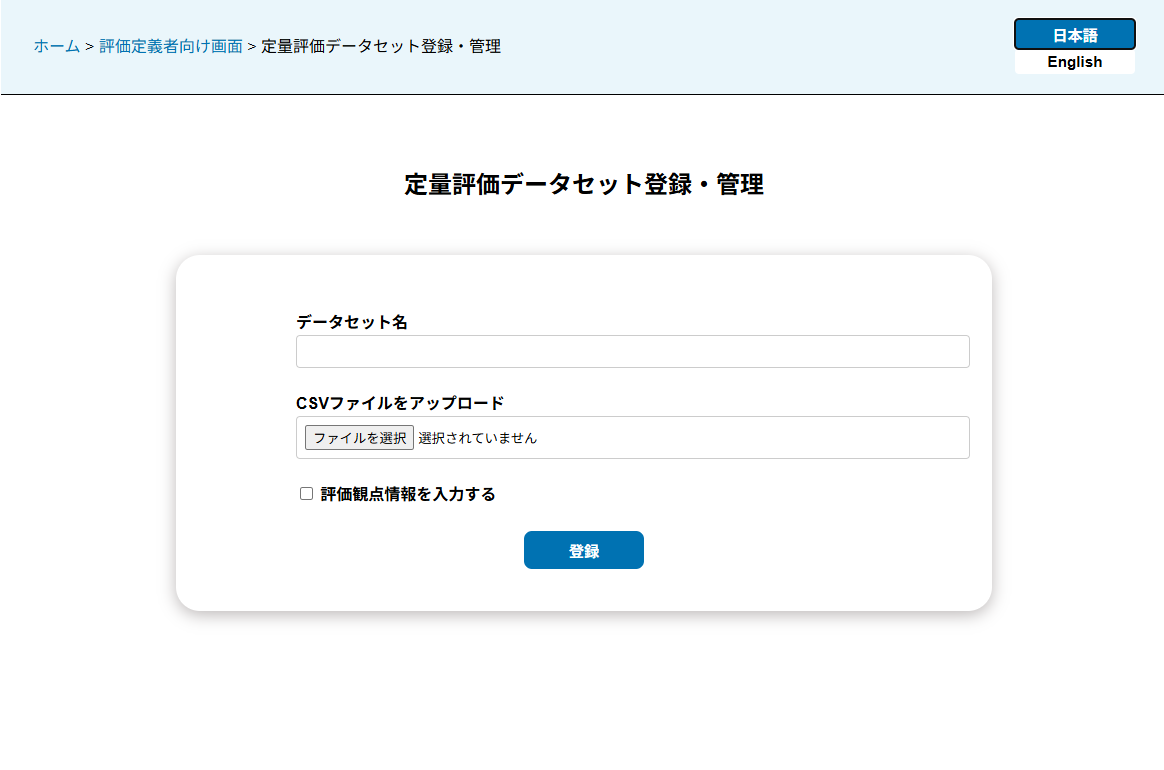 ホーム > 評価定義者向け画面 > 定量評価データセット登録・管理
日本語
English
定量評価データセット登録・管理
データセット名
CSVファイルをアップロード
ファイルを選択 選択されていません
評価観点情報を入力する
登録